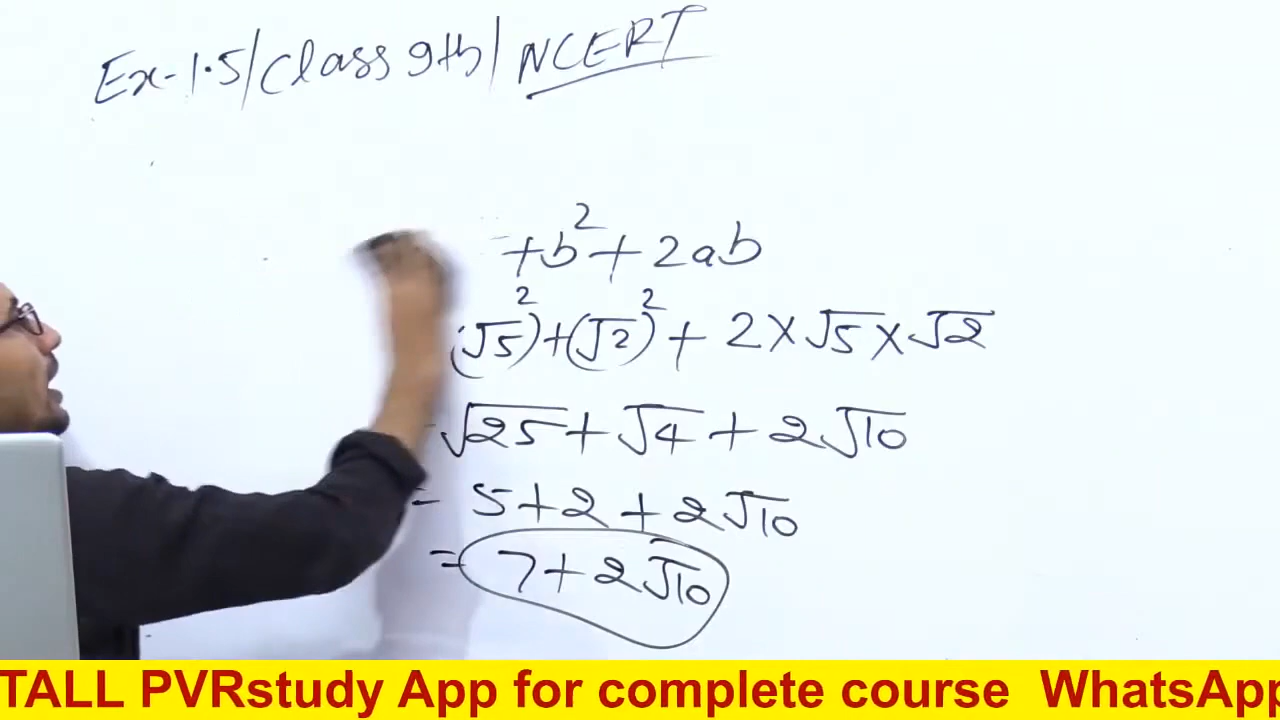 Ex-1.5/Class 9th/NCERT
+b²+2ab
(√5)²+(√2)²+2×√5×√2
=√25+√4+2√10
= 5+2+2√10
= 7+2√10
TALL PVRstudy App for complete course WhatsApp